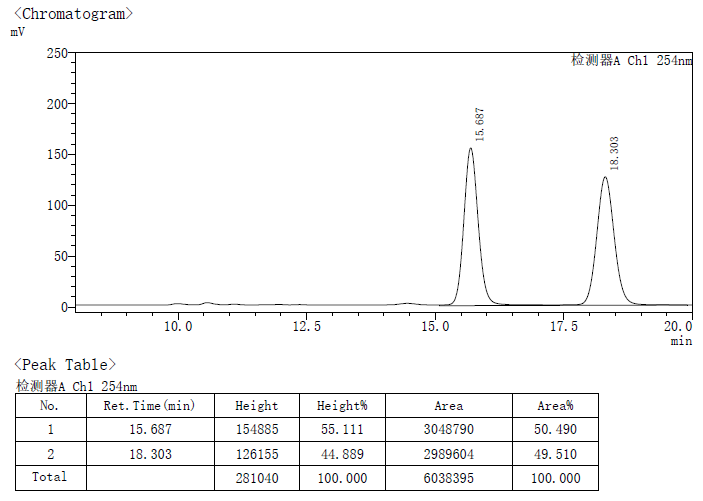 <Chromatogram>
mV
250
检测器A Ch1 254nm
200
150
100
50
0
15.687
18.303
10.0 12.5 15.0 17.5 20.0
min
<Peak Table>
检测器A Ch1 254nm
No. Ret.Time(min) Height Height% Area Area%
1 15.687 154885 55.111 3048790 50.490
2 18.303 126155 44.889 2989604 49.510
Total 281040 100.000 6038395 100.000